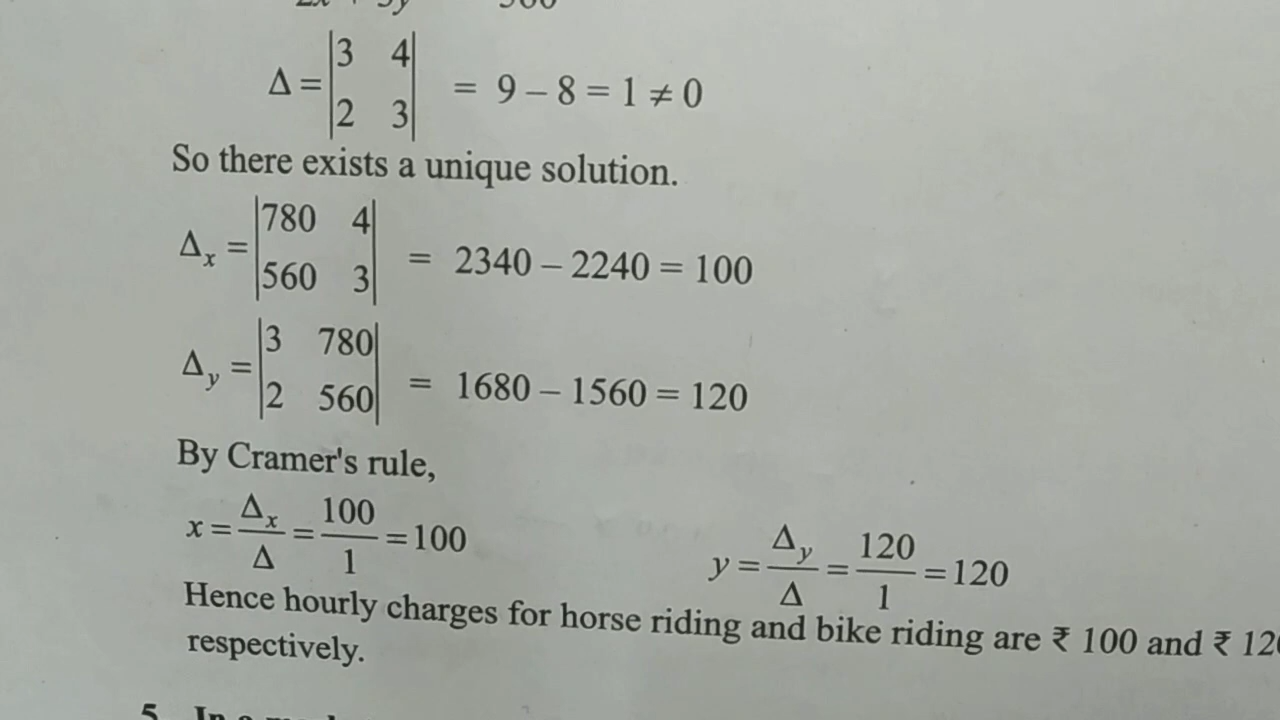 Δ = |3 4| = 9 – 8 = 1 ≠ 0
|2 3|
So there exists a unique solution.
Δx = |780 4| = 2340 – 2240 = 100
|560 3|
Δy = |3 780| = 1680 – 1560 = 120
|2 560|
By Cramer's rule,
x = Δx/Δ = 100/1 = 100 y = Δy/Δ = 120/1 = 120
Hence hourly charges for horse riding and bike riding are ₹ 100 and ₹
respectively.
5. In a